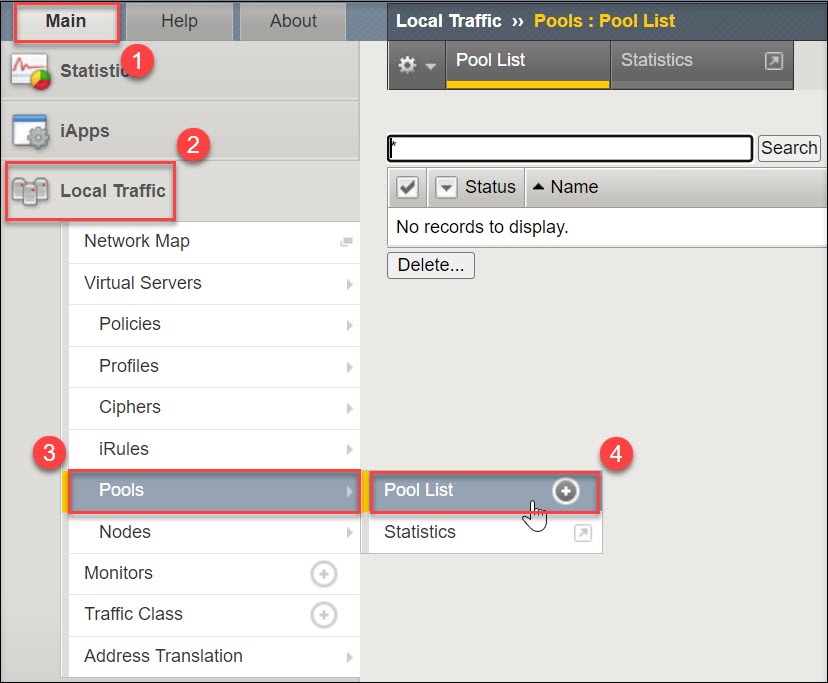 Main Help About
1
Statistic
iApps
2
Local Traffic
Network Map
Virtual Servers
Policies
Profiles
Ciphers
iRules
3
Pools
Nodes
Monitors
Traffic Class
Address Translation
4
Pool List
Statistics
Local Traffic ›› Pools : Pool List
Pool List Statistics
* Search
Status Name
No records to display.
Delete...